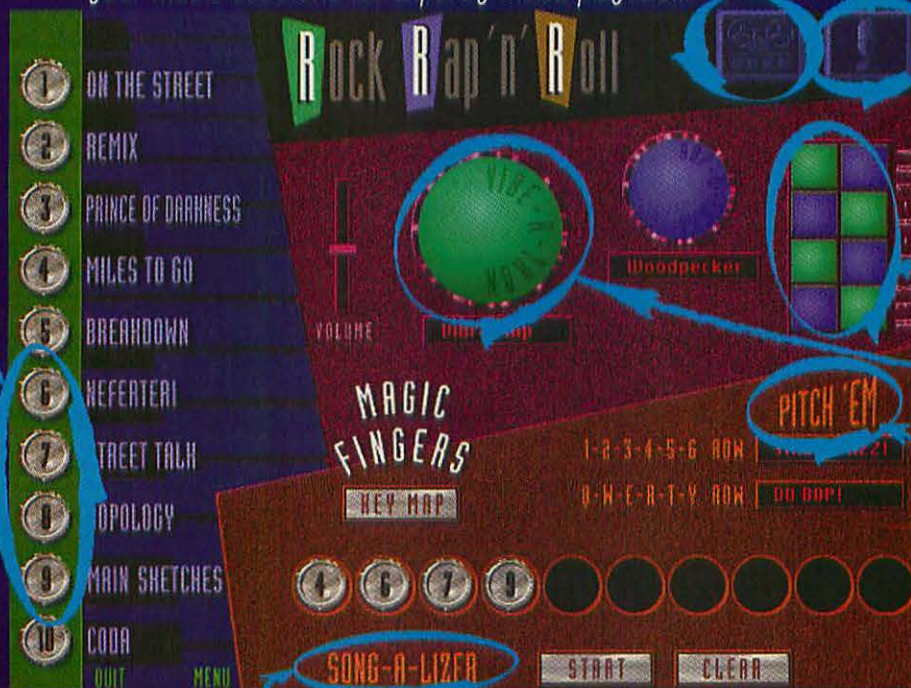 Rock Rap 'n' Roll
1 ON THE STREET
2 REMIX
3 PRINCE OF DARKNESS
4 MILES TO GO
5 BREAKDOWN
6 NEFERTERI
7 STREET TALK
8 
9 MAIN SKETCHES
10 CODA
QUIT MENU
VOLUME
VIBE-A-TRON
Woodpecker
MAGIC
FINGERS
KEY MAP
PITCH 'EM
1-2-3-4-5-6 ROW
Q-W-E-R-T-Y ROW DO BOP!
4 6 7 9
SONG-A-LIZER START CLEAR